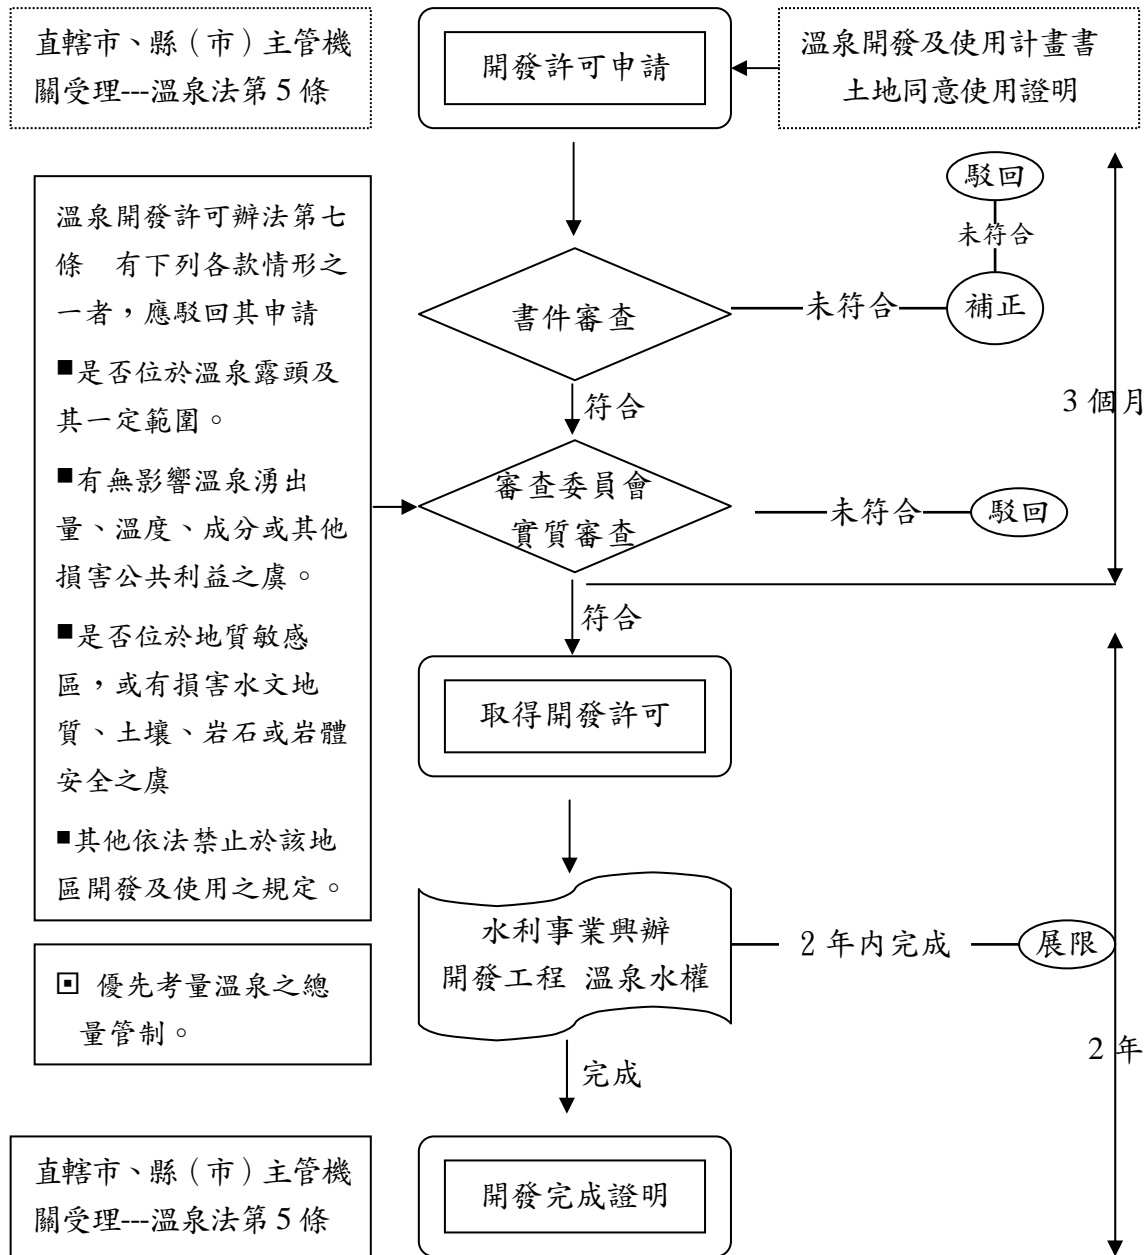 直轄市、縣（市）主管機
關受理---溫泉法第 5 條
開發許可申請
溫泉開發及使用計畫書
土地同意使用證明
駁回
未符合
溫泉開發許可辦法第七
條　有下列各款情形之
一者，應駁回其申請
■是否位於溫泉露頭及
其一定範圍。
■有無影響溫泉湧出
量、溫度、成分或其他
損害公共利益之虞。
■是否位於地質敏感
區，或有損害水文地
質、土壤、岩石或岩體
安全之虞
■其他依法禁止於該地
區開發及使用之規定。
書件審查
未符合
補正
3 個月
符合
審查委員會
實質審查
未符合
駁回
符合
取得開發許可
水利事業興辦
開發工程 溫泉水權
2 年內完成
展限
▣ 優先考量溫泉之總
量管制。
2 年
完成
直轄市、縣（市）主管機
關受理---溫泉法第 5 條
開發完成證明